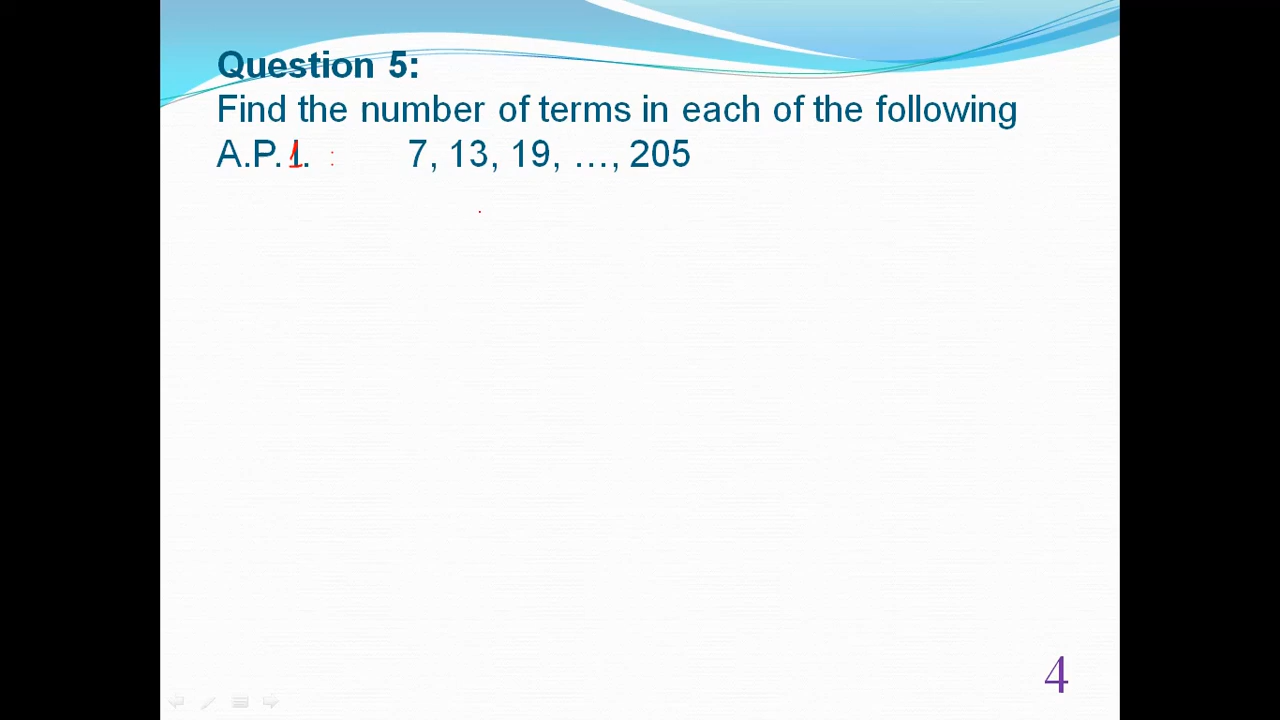 Question 5:
Find the number of terms in each of the following
A.P. I. : 7, 13, 19, …, 205
4